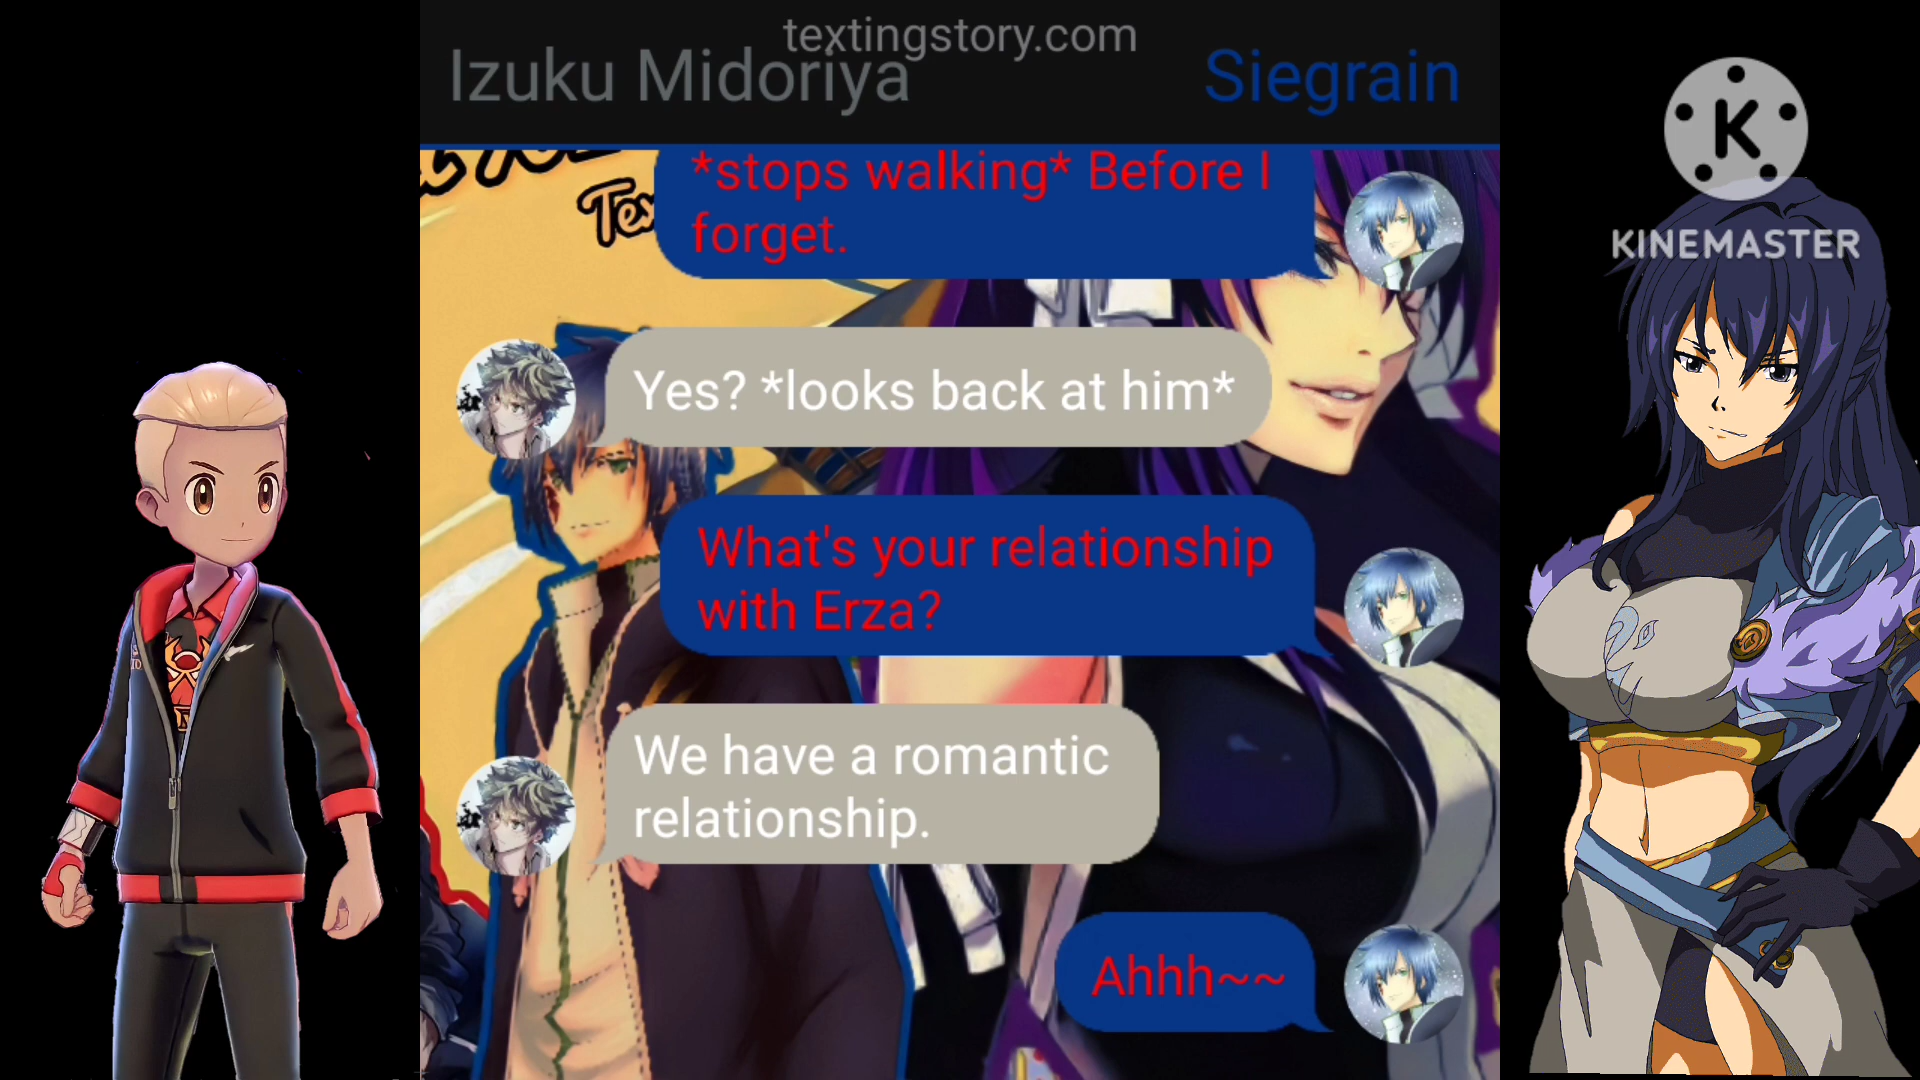 textingstory.com
Izuku Midoriya
Siegrain
*stops walking* Before I
forget.
Yes? *looks back at him*
What's your relationship
with Erza?
We have a romantic
relationship.
Ahhh~~
K
KINEMASTER